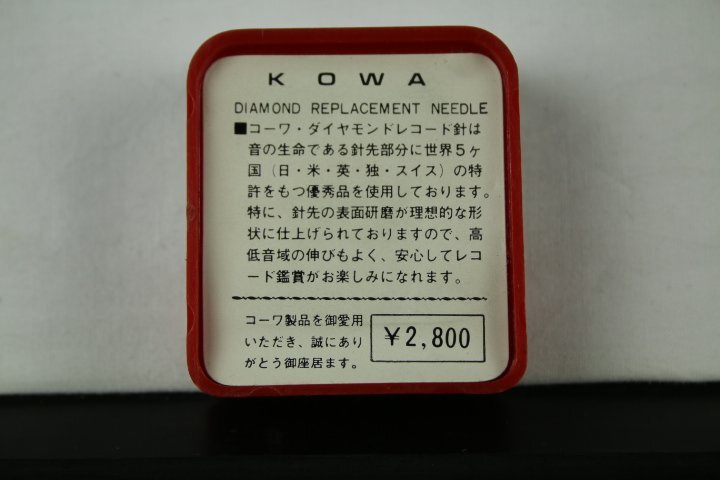 KOWA
DIAMOND REPLACEMENT NEEDLE
■コーワ・ダイヤモンドレコード針は
音の生命である針先部分に世界5ヶ
国(日・米・英・独・スイス)の特
許をもつ優秀品を使用しております。
特に、針先の表面研磨が理想的な形
状に仕上げられておりますので、高
低音域の伸びもよく、安心してレコ
ード鑑賞がお楽しみになれます。
コーワ製品を御愛用
いただき、誠にあり
がとう御座居ます。
¥2,800